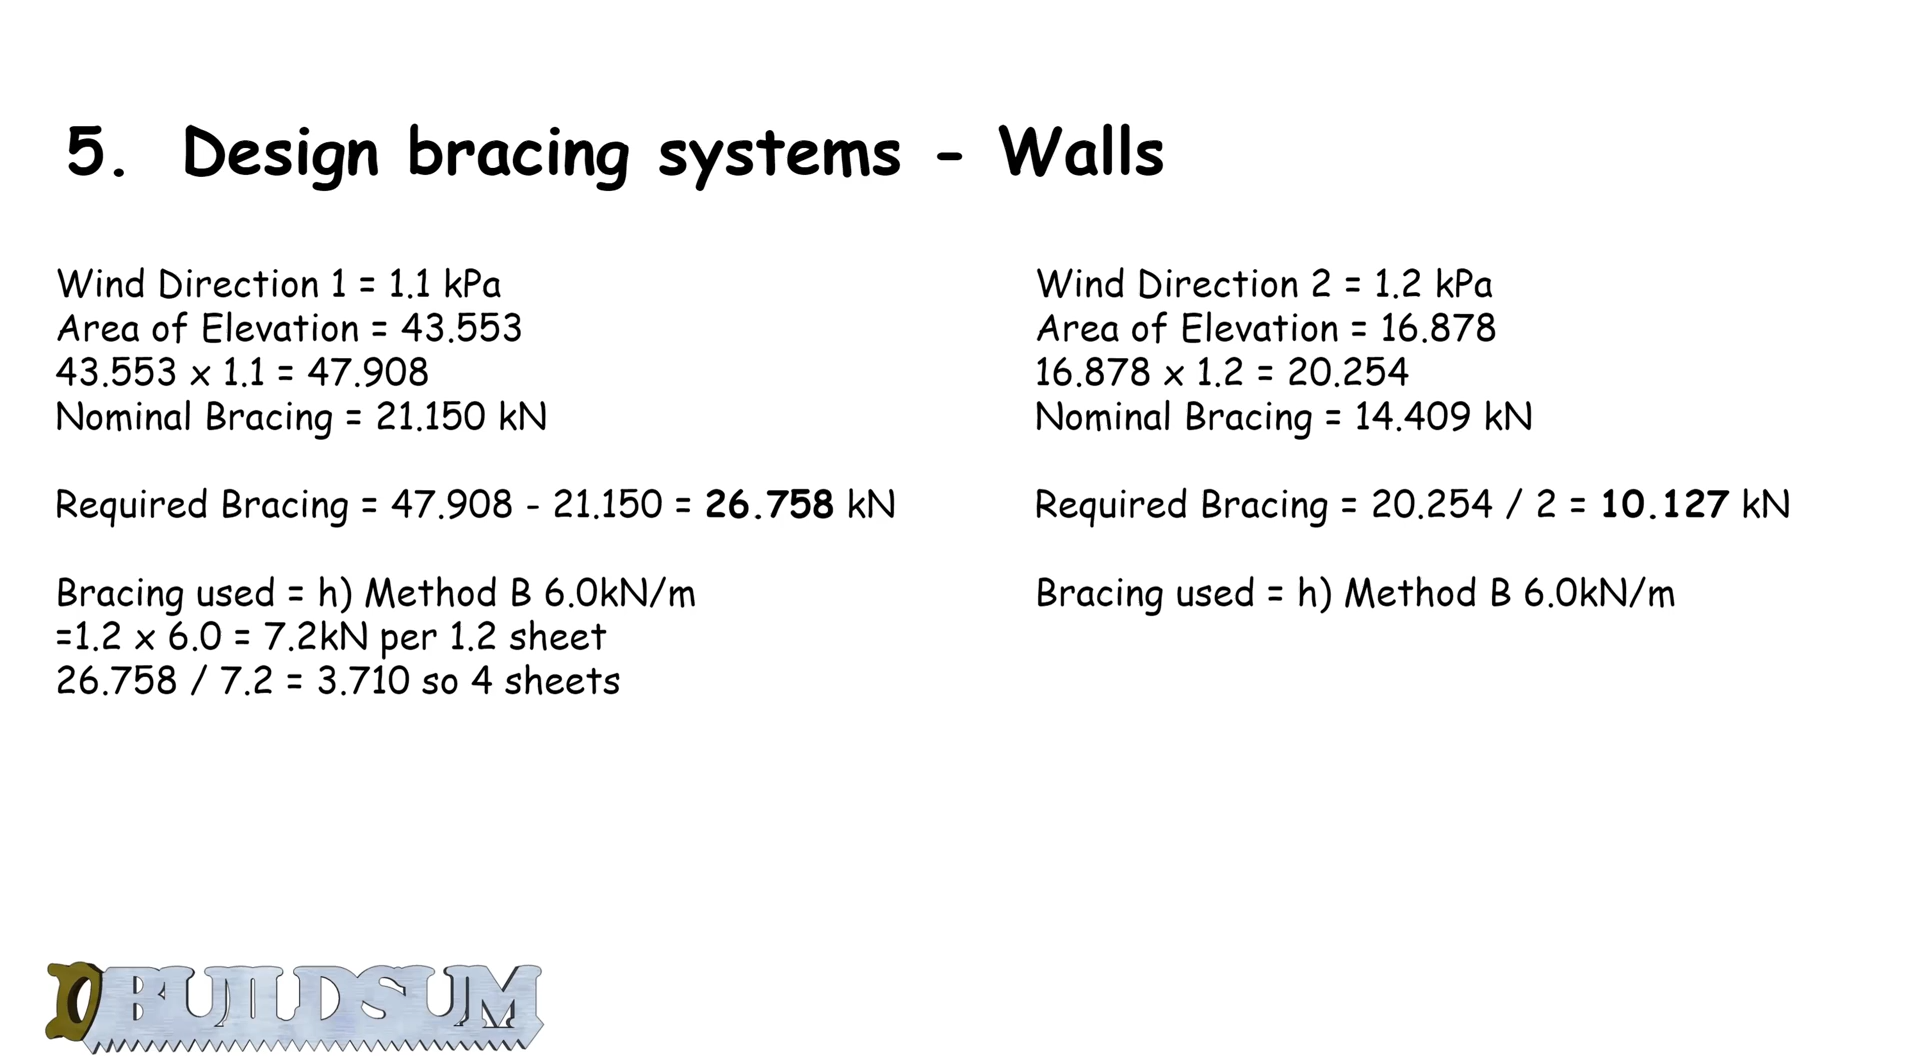 5. Design bracing systems - Walls
Wind Direction 1 = 1.1 kPa
Area of Elevation = 43.553
43.553 x 1.1 = 47.908
Nominal Bracing = 21.150 kN
Required Bracing = 47.908 - 21.150 = 26.758 kN
Bracing used = h) Method B 6.0kN/m
=1.2 x 6.0 = 7.2kN per 1.2 sheet
26.758 / 7.2 = 3.710 so 4 sheets
Wind Direction 2 = 1.2 kPa
Area of Elevation = 16.878
16.878 x 1.2 = 20.254
Nominal Bracing = 14.409 kN
Required Bracing = 20.254 / 2 = 10.127 kN
Bracing used = h) Method B 6.0kN/m
BUILDSUM